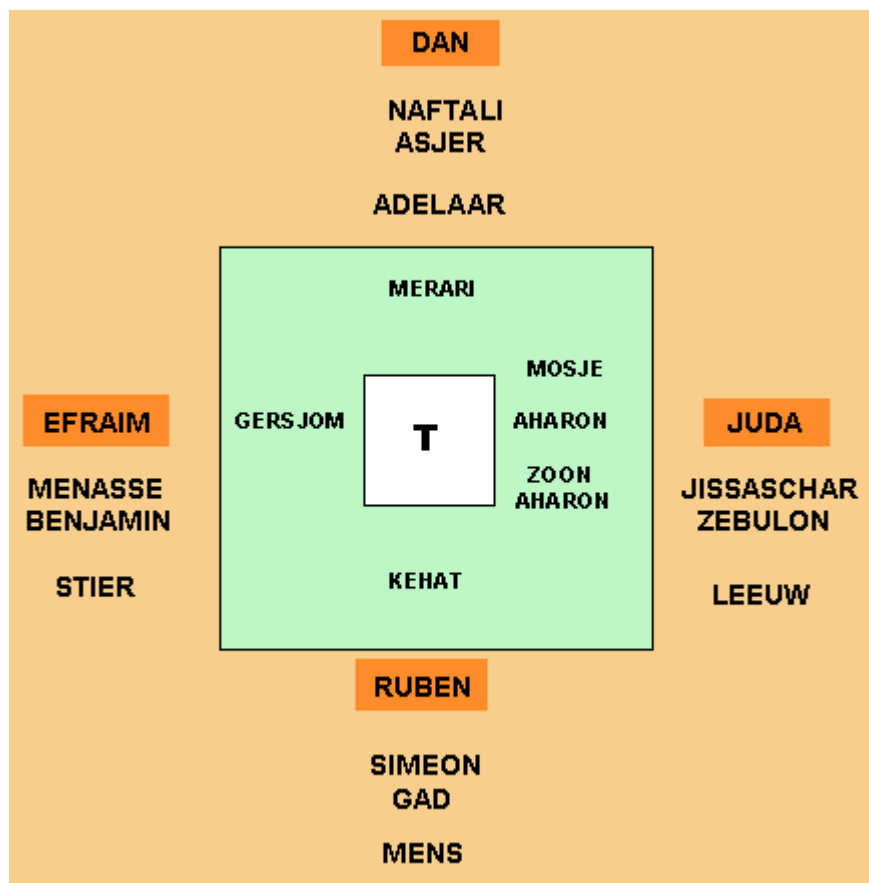 DAN
NAFTALI
ASJER
ADELAAR
MERARI
MOSJE
EFRAIM
GERSJOM
T
AHARON
JUDA
ZOON
AHARON
MENASSE
BENJAMIN
JISSASCHAR
ZEBULON
STIER
KEHAT
LEEUW
RUBEN
SIMEON
GAD
MENS